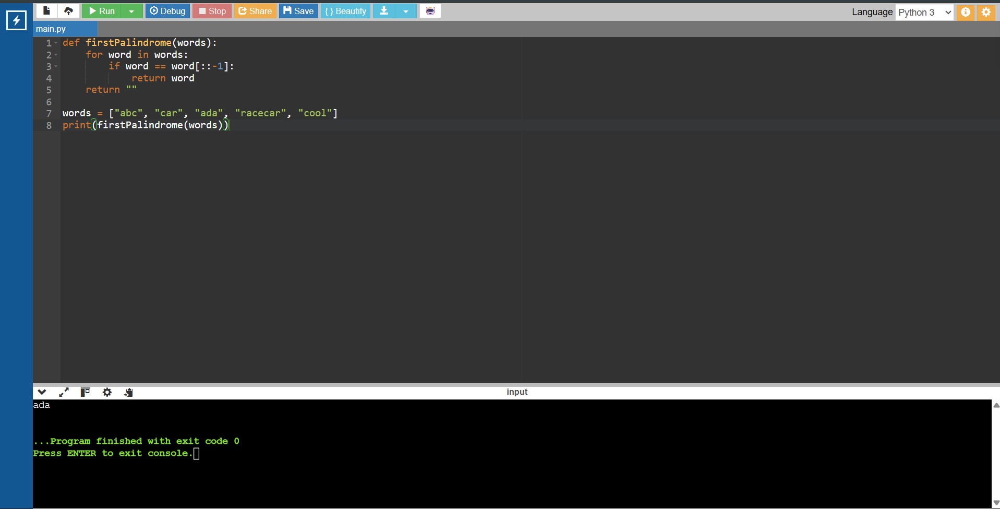 Run Debug Stop Share Save { } Beautify Language Python 3
main.py
1 def firstPalindrome(words):
2     for word in words:
3         if word == word[::-1]:
4             return word
5     return ""
6
7 words = ["abc", "car", "ada", "racecar", "cool"]
8 print(firstPalindrome(words))
input
ada
...Program finished with exit code 0
Press ENTER to exit console.